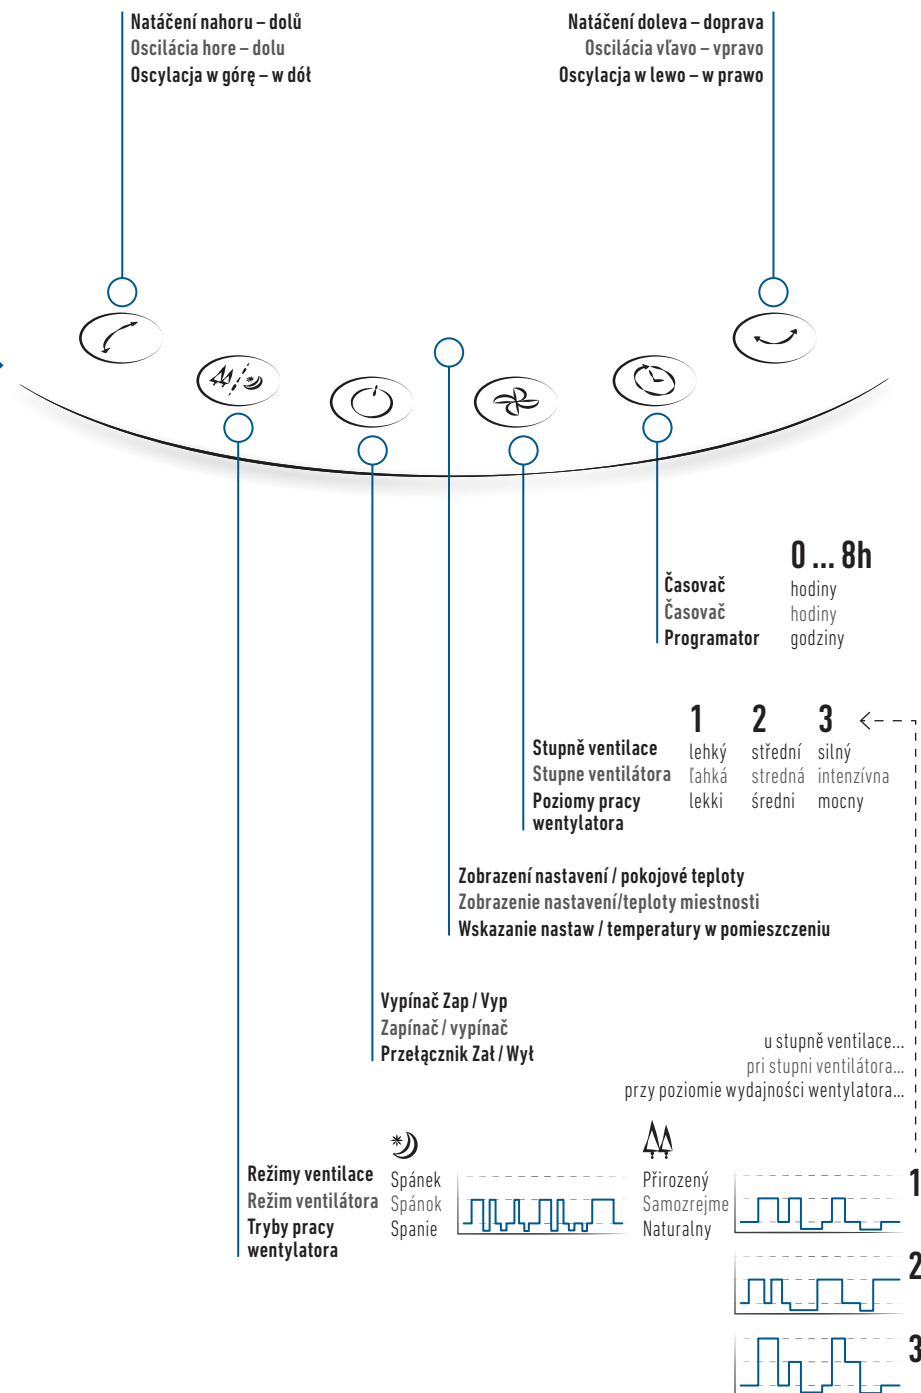 Natáčení nahoru – dolů
Oscilácia hore – dolu
Oscylacja w górę – w dół
Natáčení doleva – doprava
Oscilácia vľavo – vpravo
Oscylacja w lewo – w prawo
0 ... 8h
Časovač hodiny
Časovač hodiny
Programator godziny
1 2 3
Stupně ventilace lehký střední silný
Stupne ventilátora ľahká stredná intenzívna
Poziomy pracy lekki średni mocny
wentylatora
Zobrazení nastavení / pokojové teploty
Zobrazenie nastavení/teploty miestnosti
Wskazanie nastaw / temperatury w pomieszczeniu
Vypínač Zap / Vyp
Zapínač / vypínač
Przełącznik Zał / Wył
u stupně ventilace...
pri stupni ventilátora...
przy poziomie wydajności wentylatora...
Režimy ventilace Spánek Přirozený 1
Režim ventilátora Spánok Samozrejme
Tryby pracy Spanie Naturalny
wentylatora
2
3